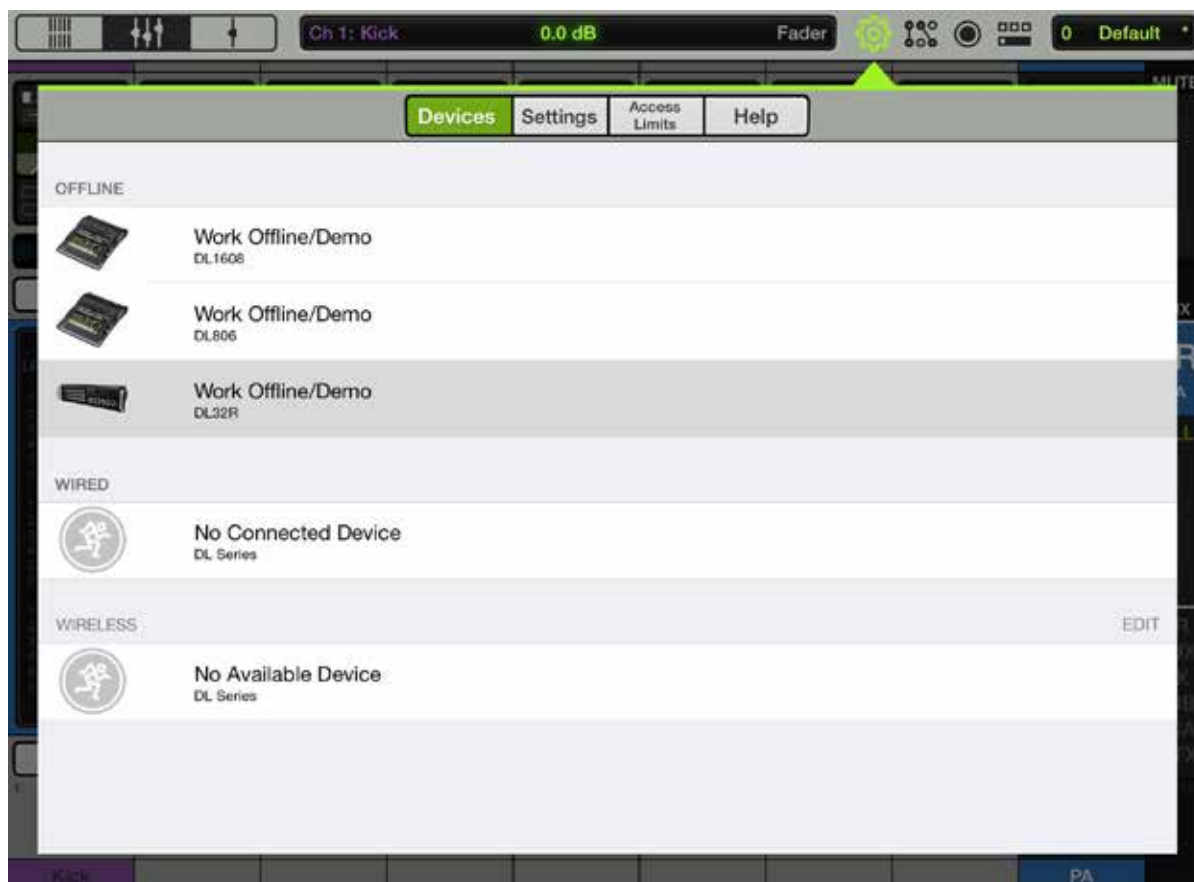 Ch 1: Kick 0.0 dB Fader 0 Default *
MUTE
Devices Settings Access Limits Help
OFFLINE
Work Offline/Demo
DL1608
Work Offline/Demo
DL806
Work Offline/Demo
DL32R
WIRED
No Connected Device
DL Series
WIRELESS EDIT
No Available Device
DL Series
Kick PA